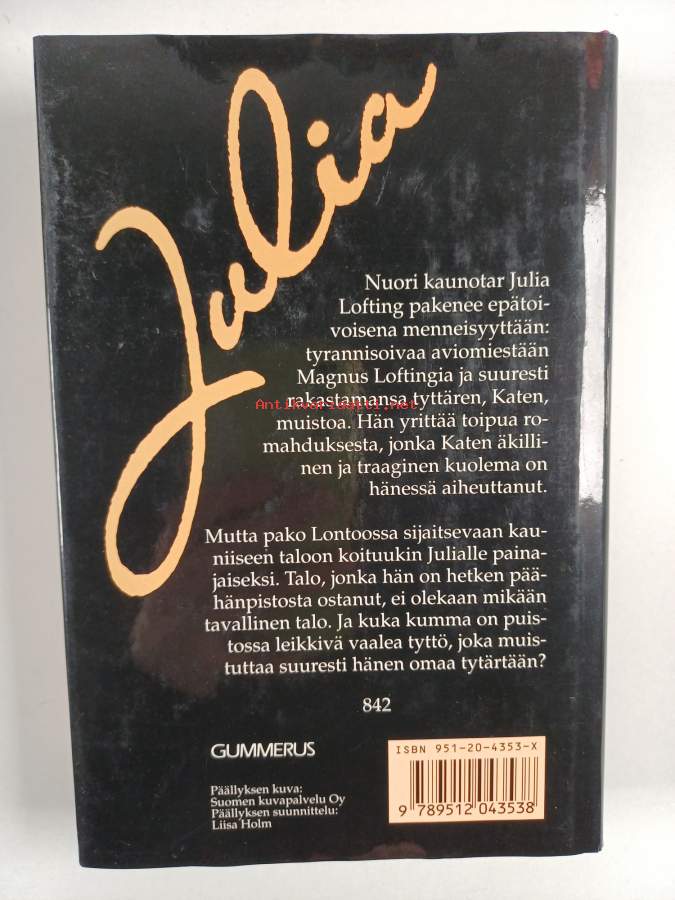 Julia
Nuori kaunotar Julia
Lofting pakenee epätoi-
voisena menneisyyttään:
tyrannisoivaa aviomiestään
Magnus Loftingia ja suuresti
rakastamansa tyttären, Katen,
Antikvariaatti.net
muistoa. Hän yrittää toipua ro-
mahduksesta, jonka Katen äkilli-
nen ja traaginen kuolema on
hänessä aiheuttanut.
Mutta pako Lontoossa sijaitsevaan kau-
niiseen taloon koituukin Julialle paina-
jaiseksi. Talo, jonka hän on hetken pää-
hänpistosta ostanut, ei olekaan mikään
tavallinen talo. Ja kuka kumma on puis-
tossa leikkivä vaalea tyttö, joka muis-
tuttaa suuresti hänen omaa tytärtään?
842
GUMMERUS
Päällyksen kuva:
Suomen kuvapalvelu Oy
Päällyksen suunnittelu:
Liisa Holm
ISBN 951-20-4353-X
9 789512 043538